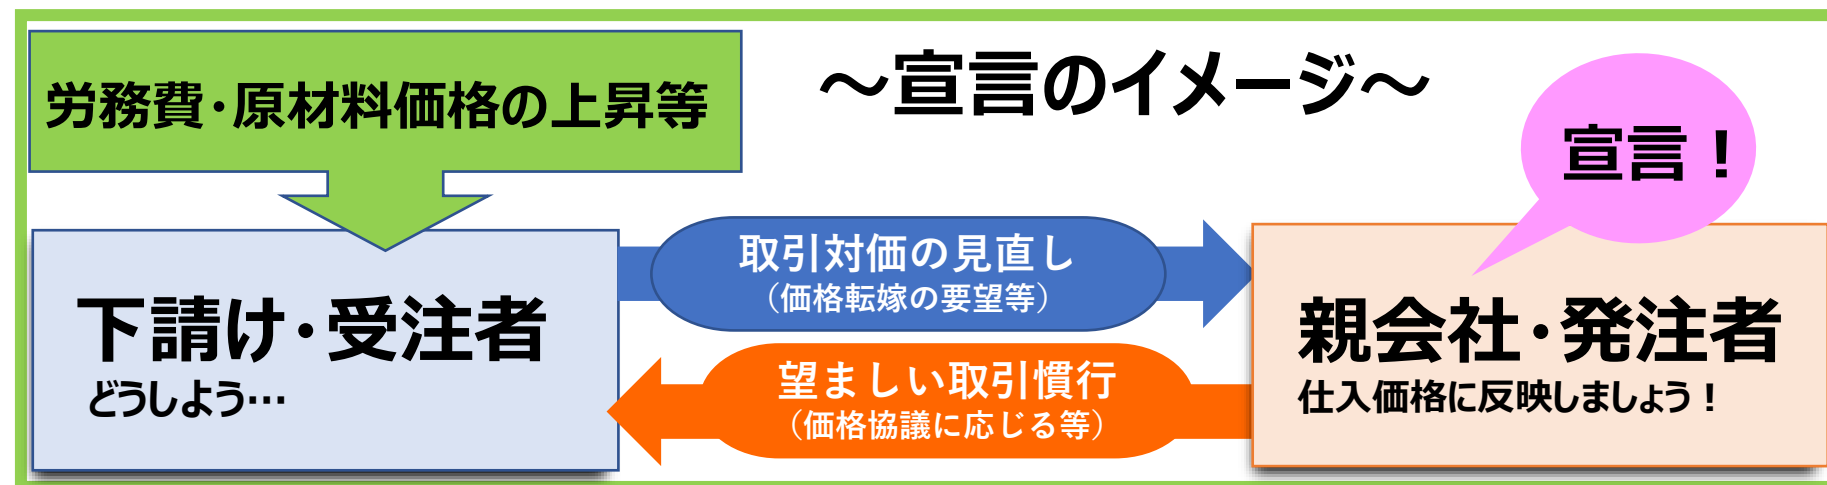 労務費・原材料価格の上昇等
～宣言のイメージ～
宣言！
取引対価の見直し
（価格転嫁の要望等）
下請け・受注者
どうしよう…
親会社・発注者
仕入価格に反映しましょう！
望ましい取引慣行
（価格協議に応じる等）